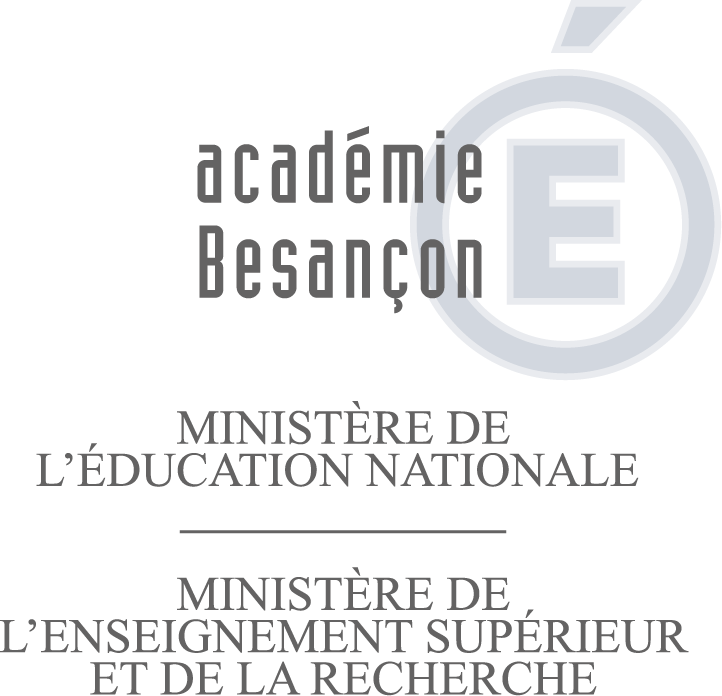 académie
Besançon
É
MINISTÈRE DE
L’ÉDUCATION NATIONALE
MINISTÈRE DE
L’ENSEIGNEMENT SUPÉRIEUR
ET DE LA RECHERCHE